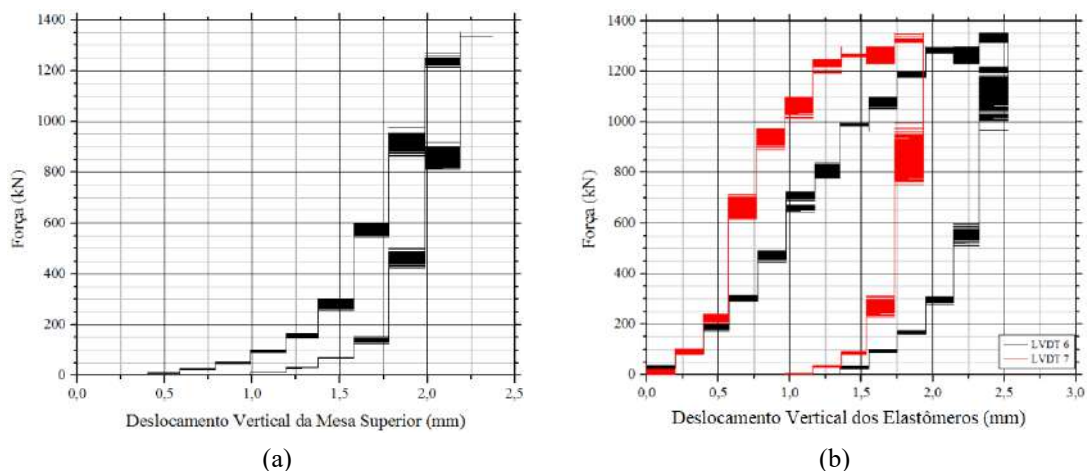 1400
1200
1000
800
600
400
200
0
Força (kN)
0,0 0,5 1,0 1,5 2,0 2,5
Deslocamento Vertical da Mesa Superior (mm)
(a)
1400
1200
1000
800
600
400
200
0
Força (kN)
LVDT 6
LVDT 7
0,0 0,5 1,0 1,5 2,0 2,5 3,0
Deslocamento Vertical dos Elastômeros (mm)
(b)